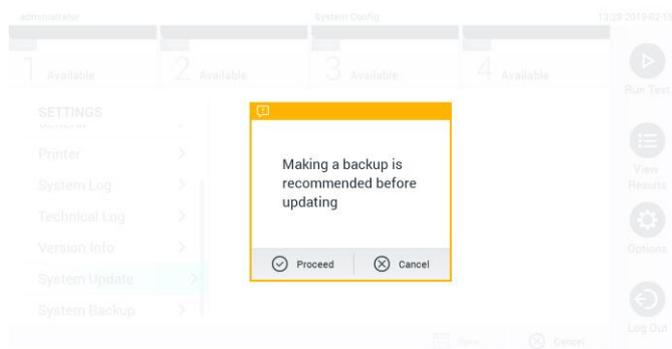 administrator System Config 13:28 2019-02-13
1 Available 2 Available 3 Available 4 Available
Run Test
SETTINGS
General
Making a backup is
Printer
recommended before
View
System Log
Results
updating
Technical Log
Version Info
Options
Proceed Cancel
System Update
System Backup
Log Out
Save Cancel